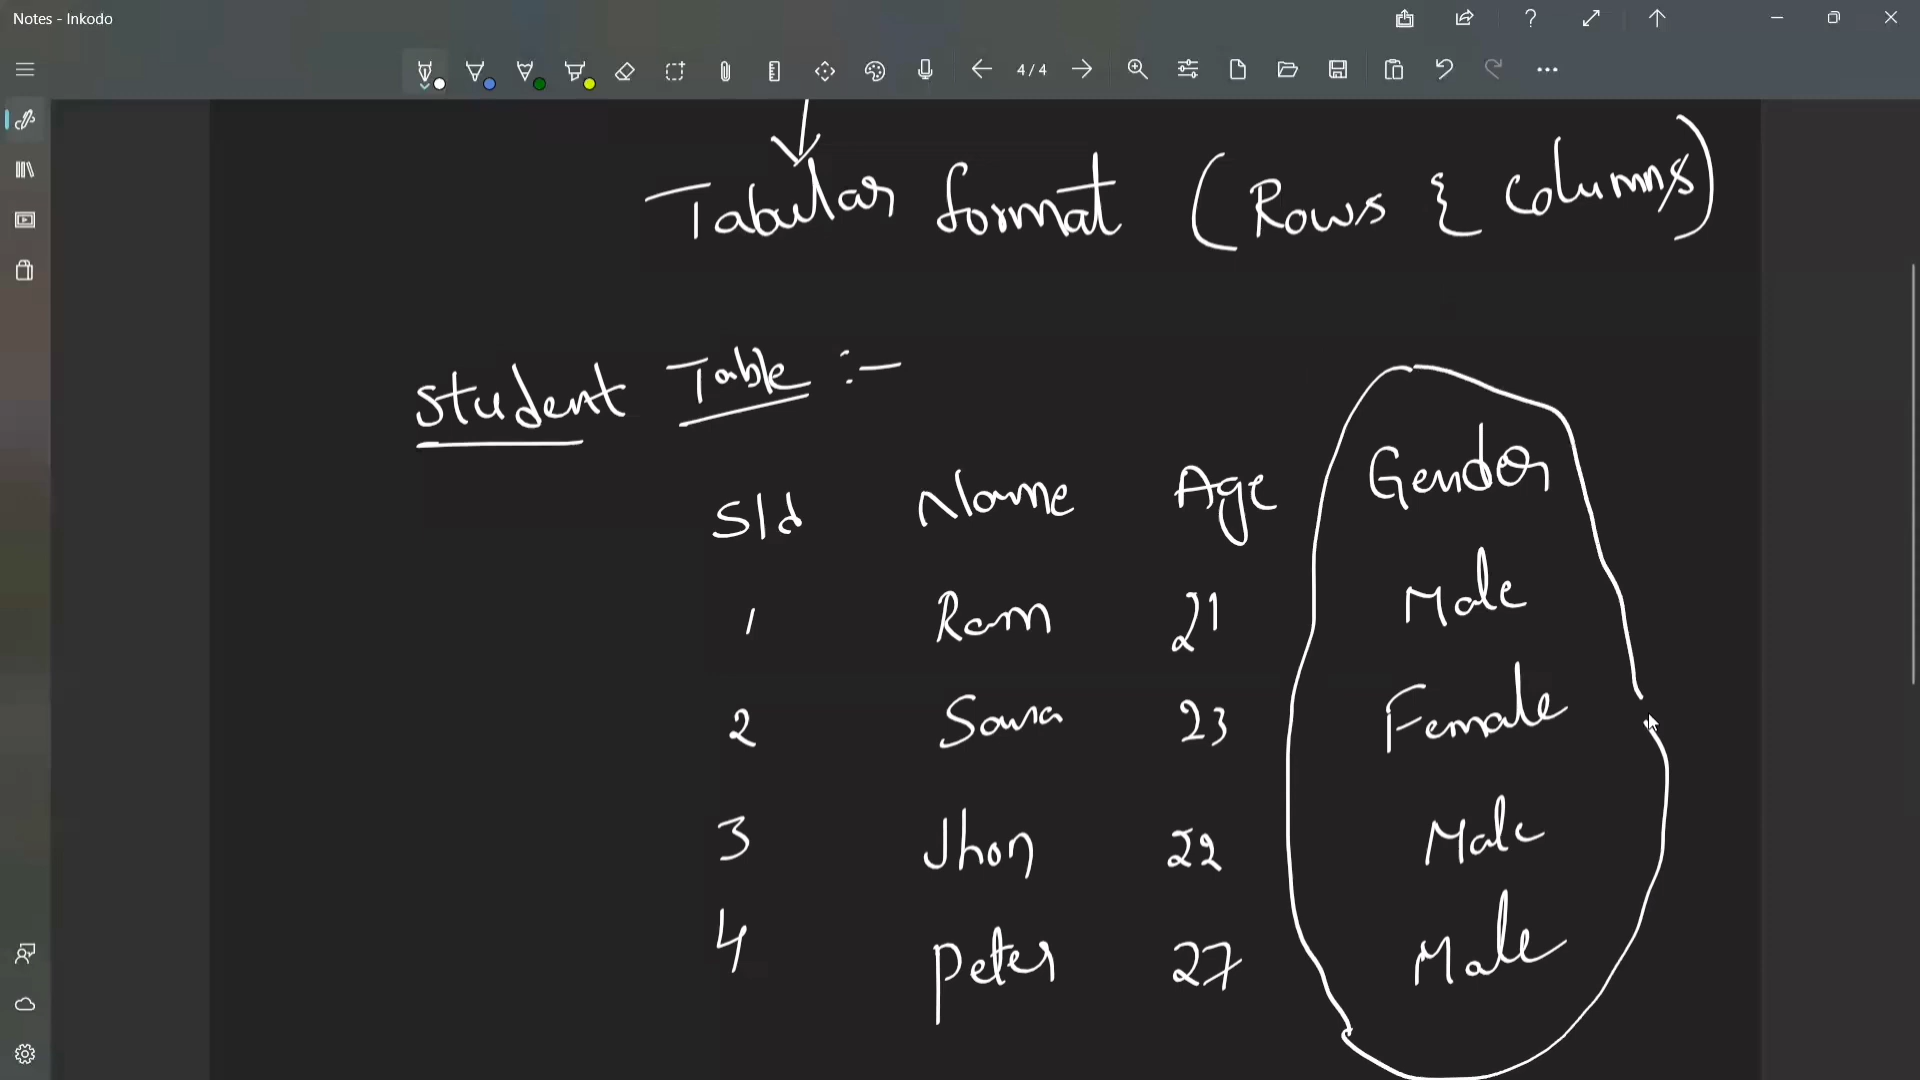 Notes - Inkodo
4 / 4
Tabular format (Rows & columns)
Student Table :-
SId Name Age Gender
1 Ram 21 Male
2 23 Female
3 Jhon 22 Male
4 Peter 27 Male